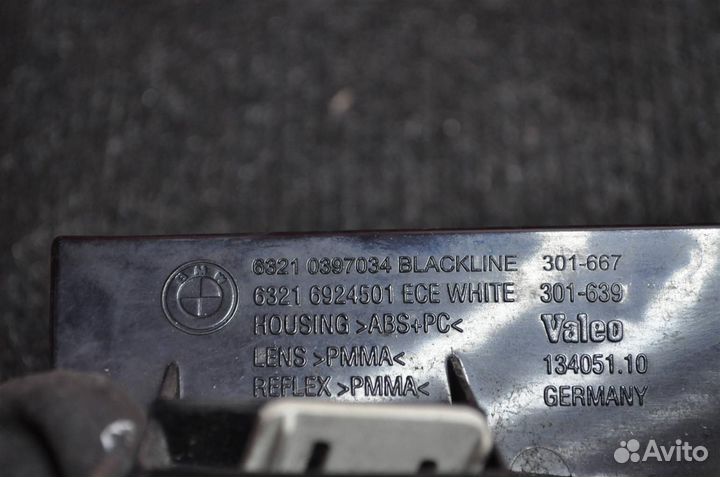 BMW
6321 0397034 BLACKLINE 301-667
6321 6924501 ECE WHITE 301-639
HOUSING >ABS+PC< Valeo
LENS >PMMA< 134051.10
REFLEX >PMMA< GERMANY
Avito